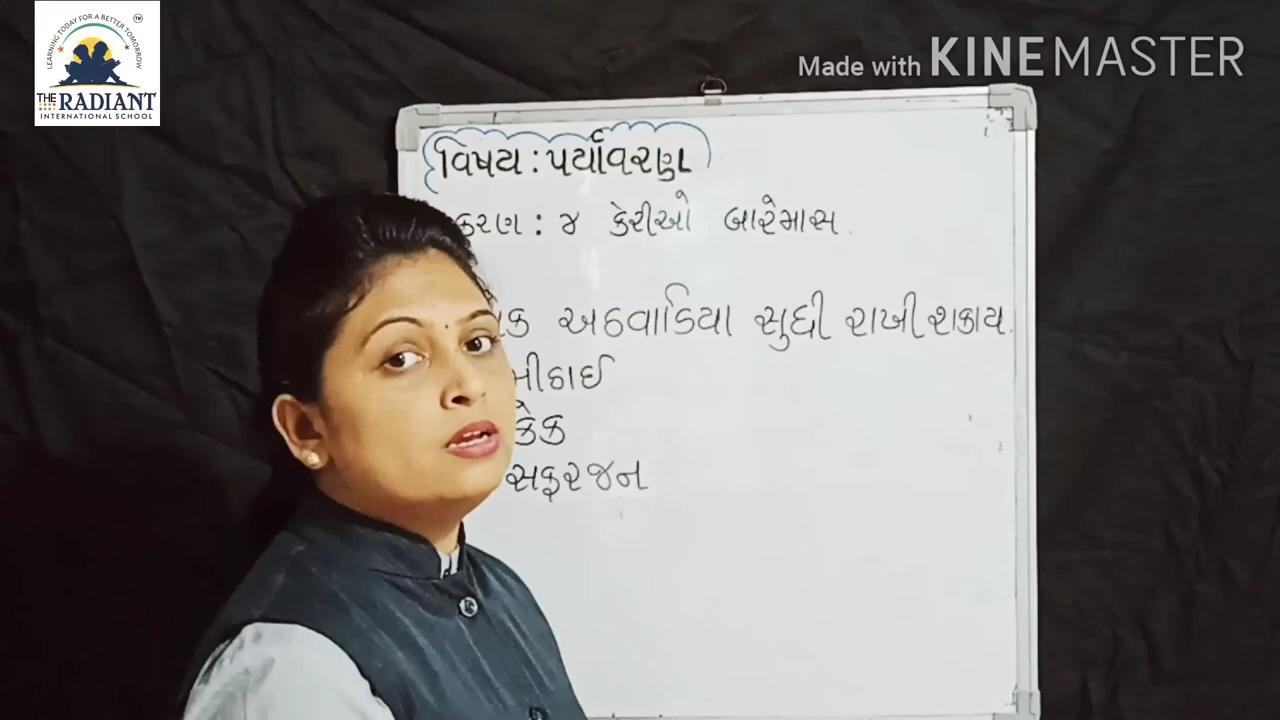 LEARNING TODAY FOR A BETTER TOMORROW
TM
THE RADIANT
INTERNATIONAL SCHOOL
Made with KINEMASTER
વિષય : પર્યાવરણ
કરણ : ૪ કેરીઓ બારેમાસ
ક અઠવાડિયા સુધી રાખી શકાય.
મીઠાઈ
કેક
સફરજન